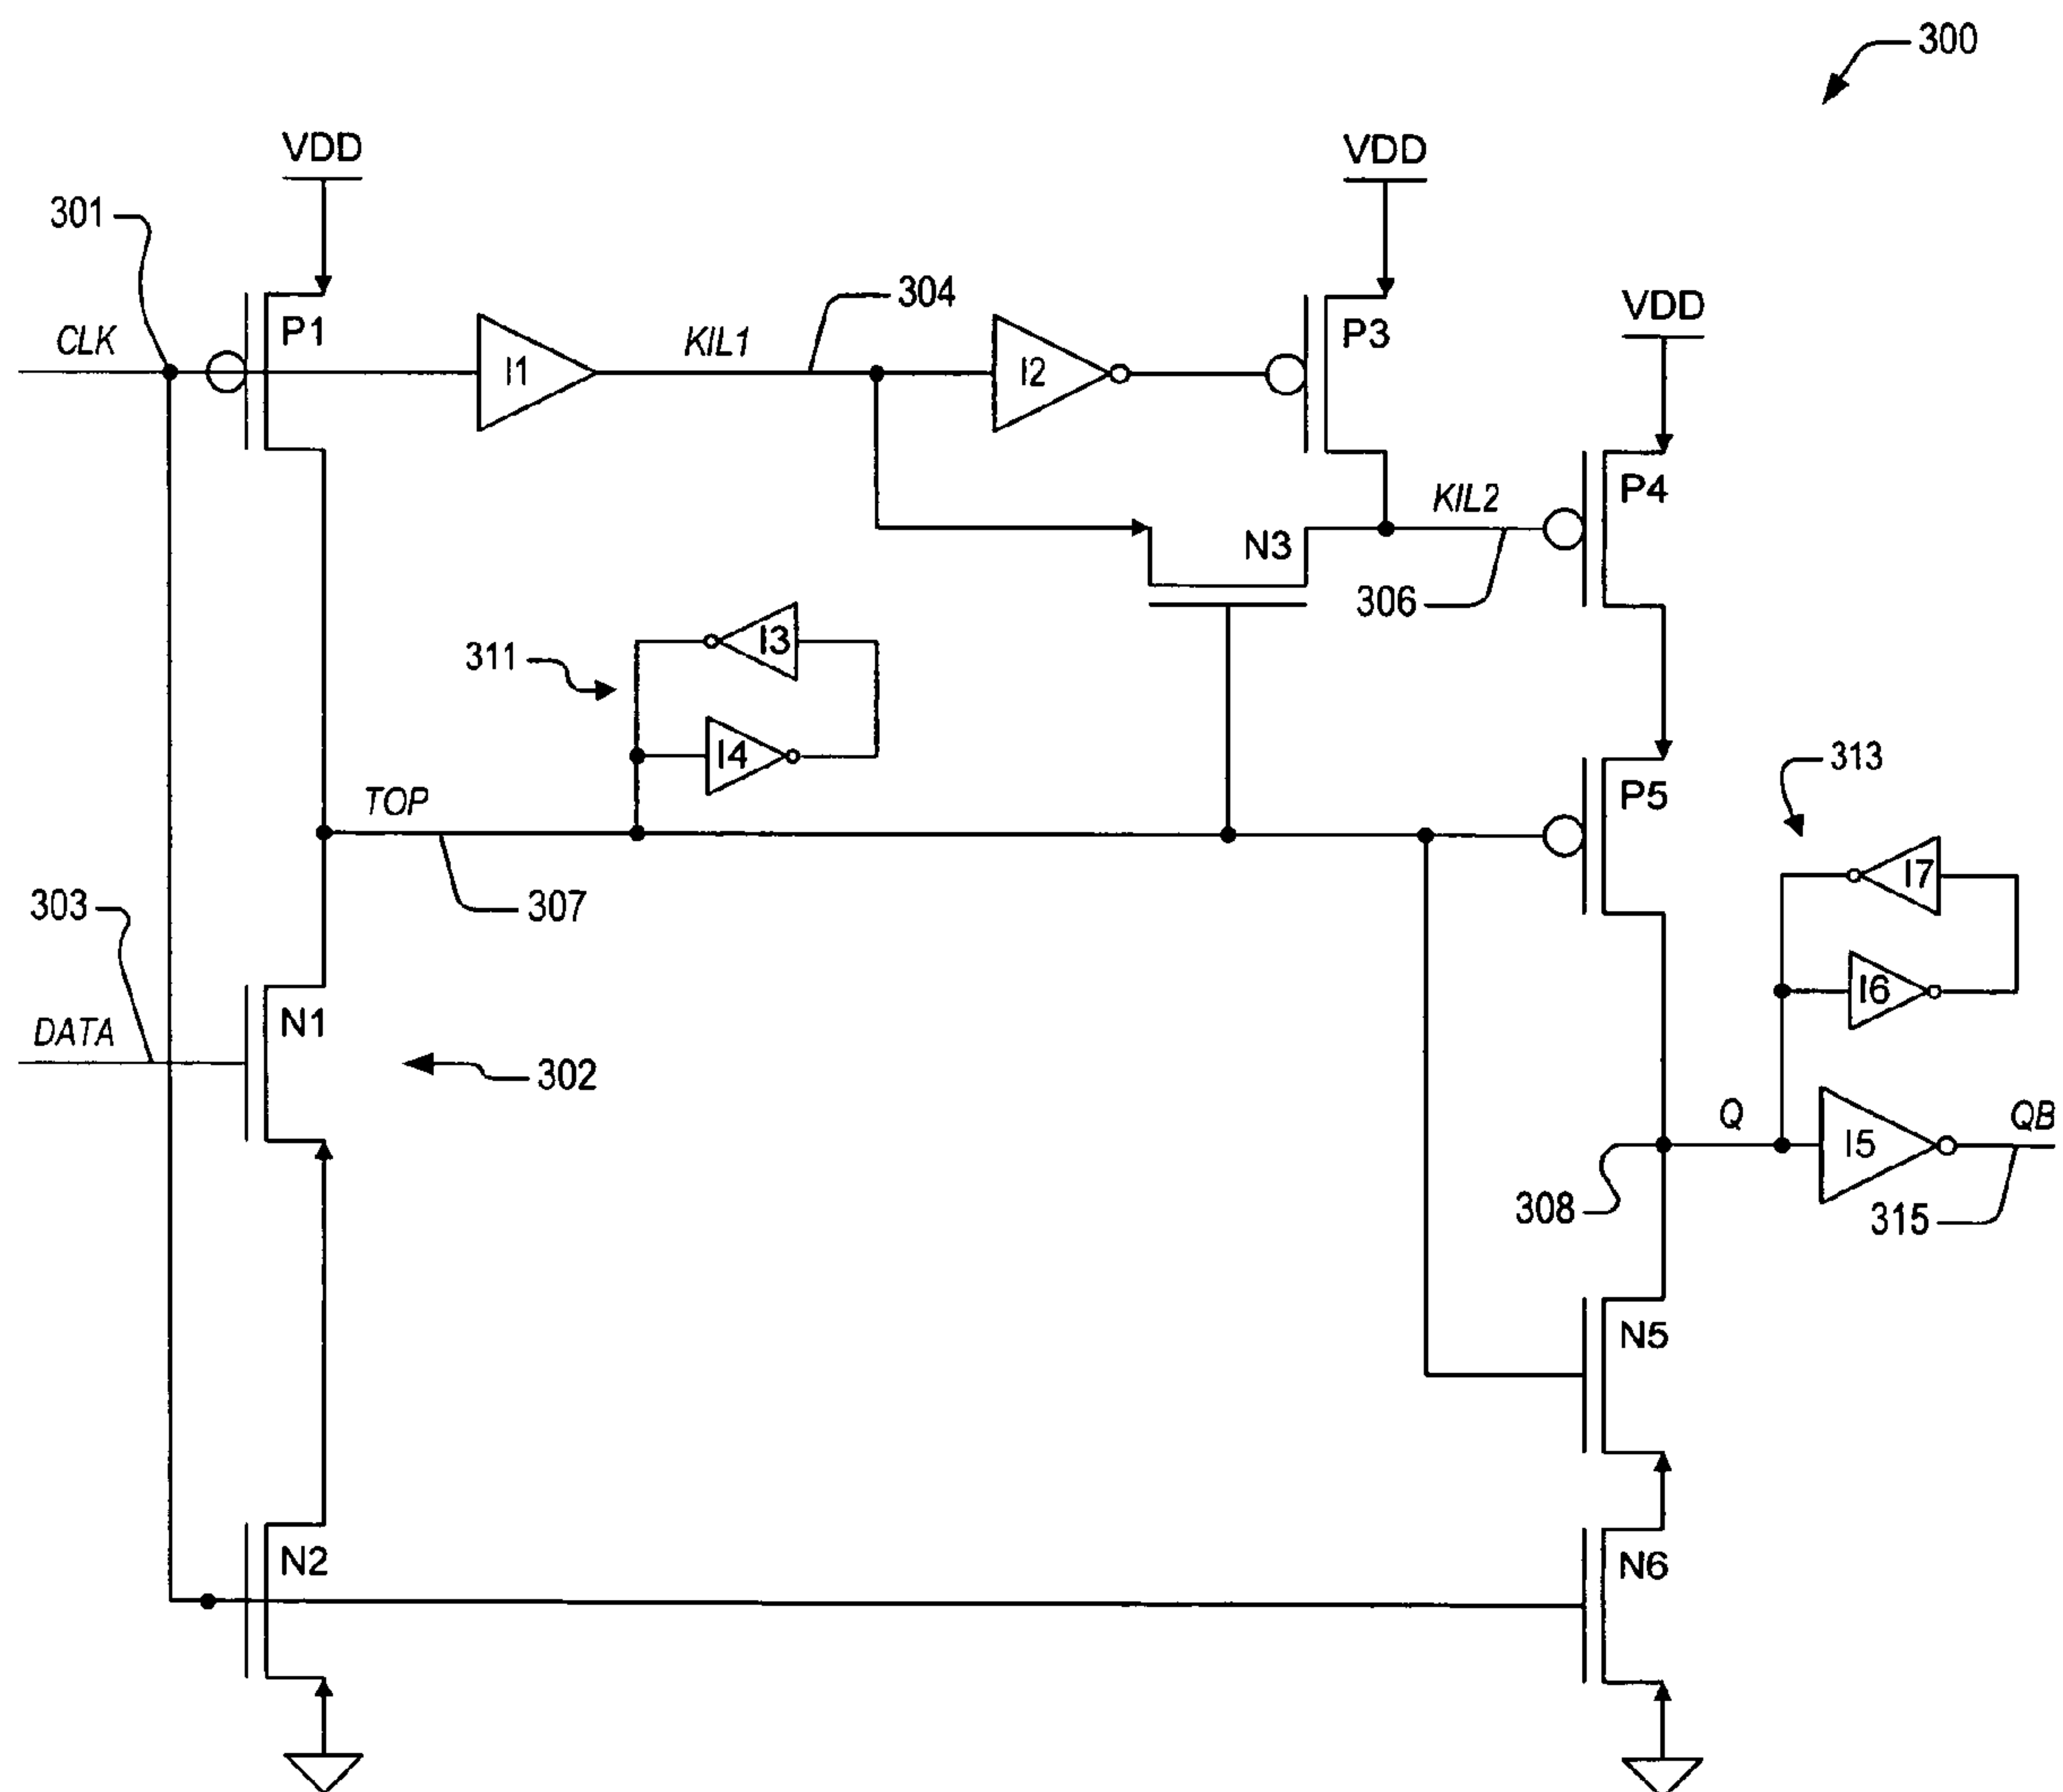 300
VDD
VDD
301
304
VDD
CLK
P1
I1
KIL1
I2
P3
P4
KIL2
N3
306
311
I3
I4
TOP
P5
313
307
I7
303
I6
DATA
N1
302
Q
QB
I5
308
315
N5
N2
N6